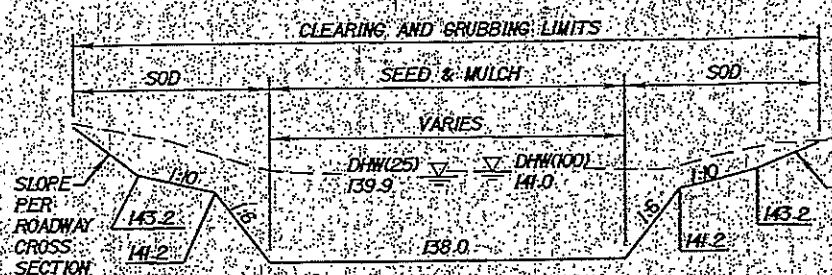 CLEARING AND GRUBBING LIMITS
SOD
SEED & MULCH
SOD
VARIES
DHW(25)
139.9
DHW(100)
141.0
1:10
1:10
SLOPE
PER
ROADWAY
CROSS
SECTION
143.2
141.2
1:6
138.0
1:6
141.2
143.2